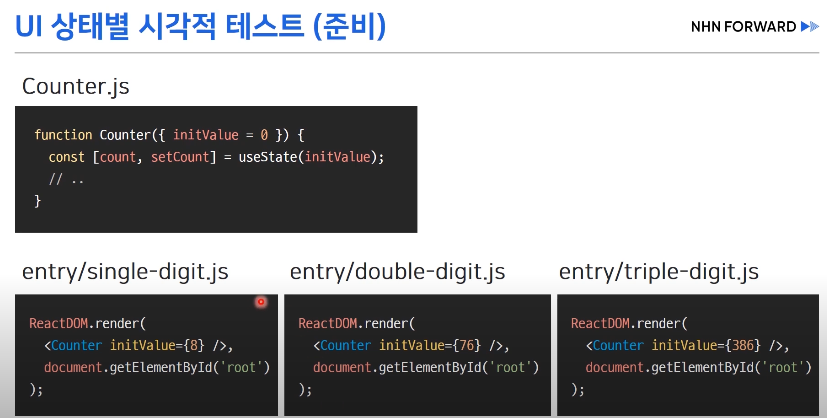 UI 상태별 시각적 테스트 (준비)
NHN FORWARD
Counter.js
function Counter({ initValue = 0 }) {
  const [count, setCount] = useState(initValue);
  // ..
}
entry/single-digit.js
ReactDOM.render(
  <Counter initValue={8} />,
  document.getElementById('root')
);
entry/double-digit.js
ReactDOM.render(
  <Counter initValue={76} />,
  document.getElementById('root')
);
entry/triple-digit.js
ReactDOM.render(
  <Counter initValue={386} />,
  document.getElementById('root')
);